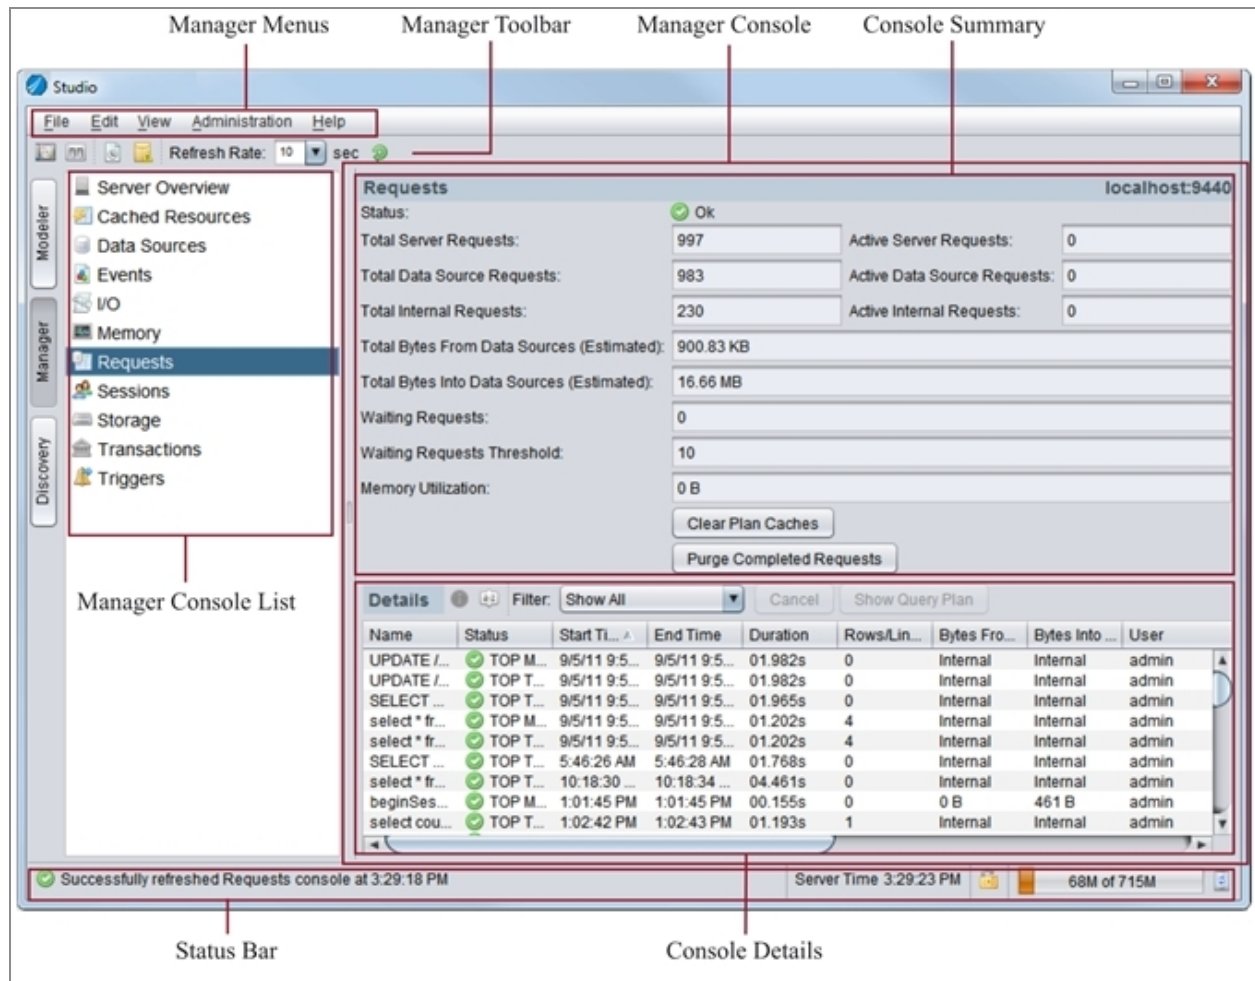 Manager Menus Manager Toolbar Manager Console Console Summary
Studio
File Edit View Administration Help
Refresh Rate: 10 sec
Modeler
Manager
Discovery
Server Overview
Cached Resources
Data Sources
Events
I/O
Memory
Requests
Sessions
Storage
Transactions
Triggers
Manager Console List
Requests localhost:9440
Status: Ok
Total Server Requests: 997 Active Server Requests: 0
Total Data Source Requests: 983 Active Data Source Requests: 0
Total Internal Requests: 230 Active Internal Requests: 0
Total Bytes From Data Sources (Estimated): 900.83 KB
Total Bytes Into Data Sources (Estimated): 16.66 MB
Waiting Requests: 0
Waiting Requests Threshold: 10
Memory Utilization: 0 B
Clear Plan Caches
Purge Completed Requests
Details Filter: Show All Cancel Show Query Plan
Name Status Start Ti... End Time Duration Rows/Lin... Bytes Fro... Bytes Into ... User
UPDATE /... TOP M... 9/5/11 9:5... 9/5/11 9:5... 01.982s 0 Internal Internal admin
UPDATE /... TOP T... 9/5/11 9:5... 9/5/11 9:5... 01.982s 0 Internal Internal admin
SELECT ... TOP T... 9/5/11 9:5... 9/5/11 9:5... 01.965s 0 Internal Internal admin
select * fr... TOP M... 9/5/11 9:5... 9/5/11 9:5... 01.202s 4 Internal Internal admin
select * fr... TOP T... 9/5/11 9:5... 9/5/11 9:5... 01.202s 4 Internal Internal admin
SELECT ... TOP T... 5:46:26 AM 5:46:28 AM 01.768s 0 Internal Internal admin
select * fr... TOP T... 10:18:30 ... 10:18:34 ... 04.461s 0 Internal Internal admin
beginSes... TOP M... 1:01:45 PM 1:01:45 PM 00.155s 0 0 B 461 B admin
select cou... TOP T... 1:02:42 PM 1:02:43 PM 01.193s 1 Internal Internal admin
Successfully refreshed Requests console at 3:29:18 PM Server Time 3:29:23 PM 68M of 715M
Status Bar Console Details